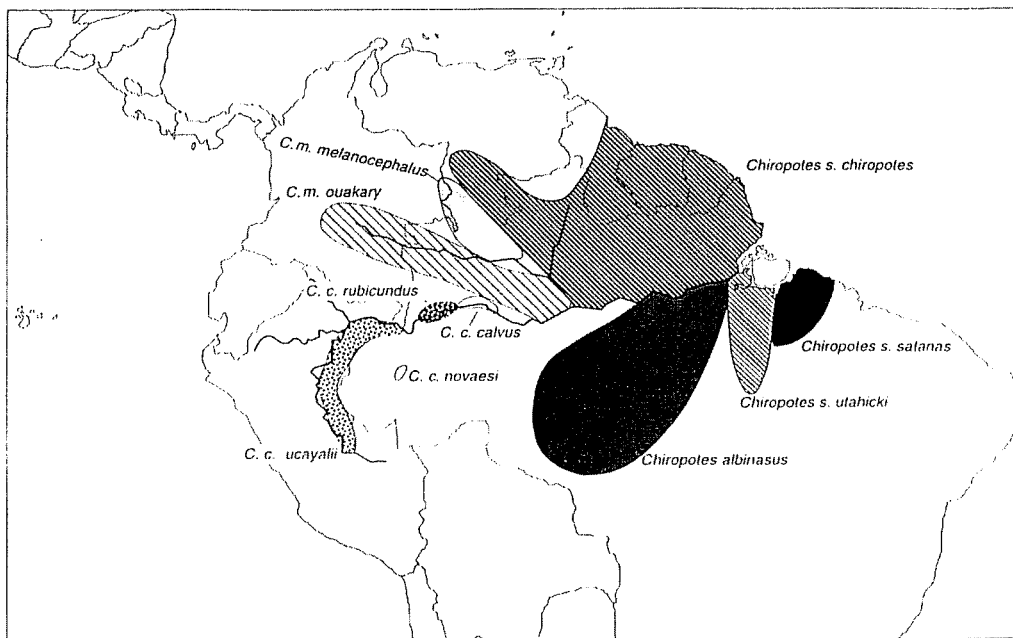 C.m. melanocephalus
Chiropotes s. chiropotes
C.m. ouakary
C. c. rubicundus
C. c. calvus
Chiropotes s. satanas
C. c. novaesi
Chiropotes s. utahicki
C. c. ucayalii
Chiropotes albinasus